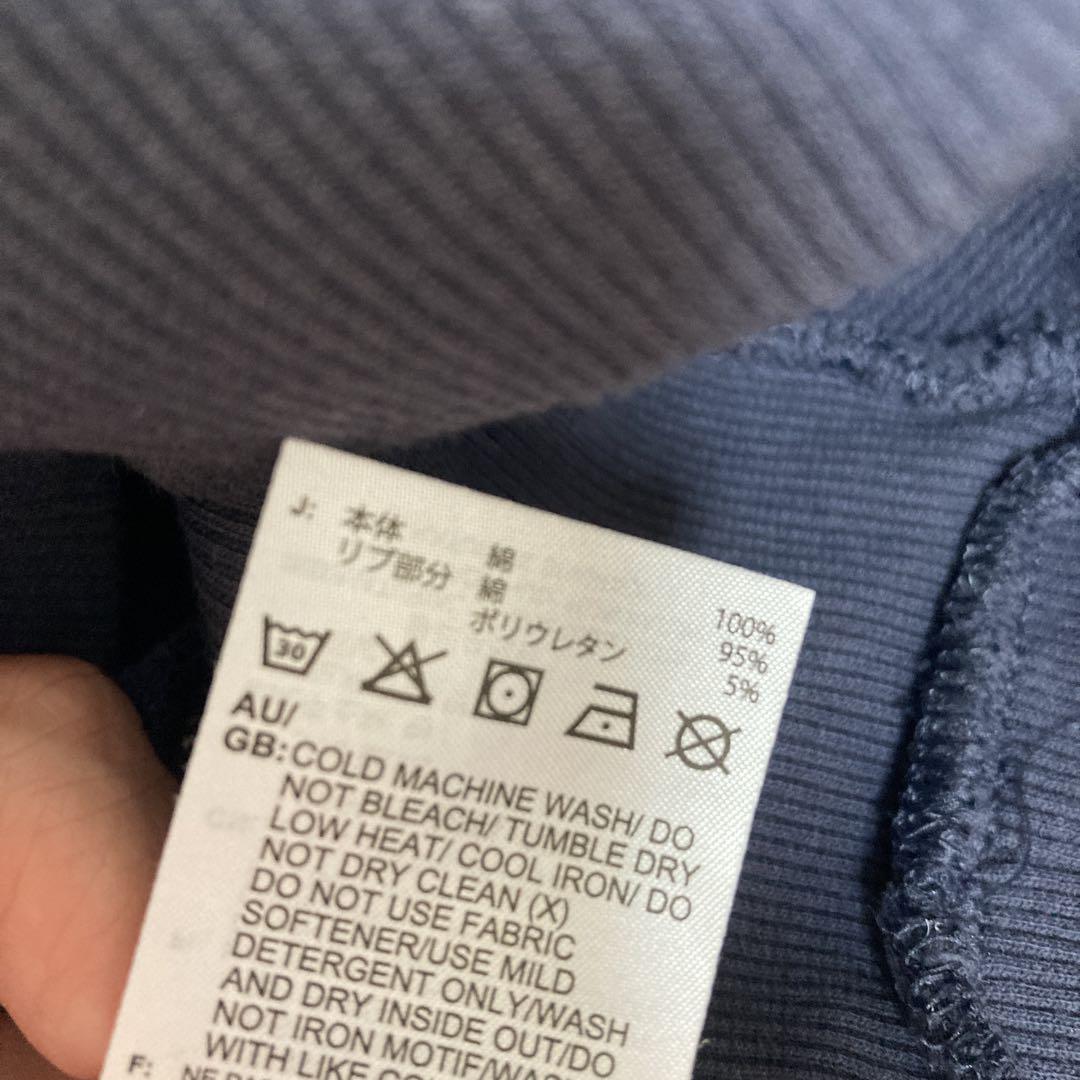 J: 本体 綿 100%
リブ部分 綿 95%
ポリウレタン 5%
30
AU/
GB: COLD MACHINE WASH/ DO
NOT BLEACH/ TUMBLE DRY
LOW HEAT/ COOL IRON/ DO
NOT DRY CLEAN (X)
DO NOT USE FABRIC
SOFTENER/USE MILD
DETERGENT ONLY/WASH
AND DRY INSIDE OUT/DO
NOT IRON MOTIF/WASH
WITH LIKE
F: